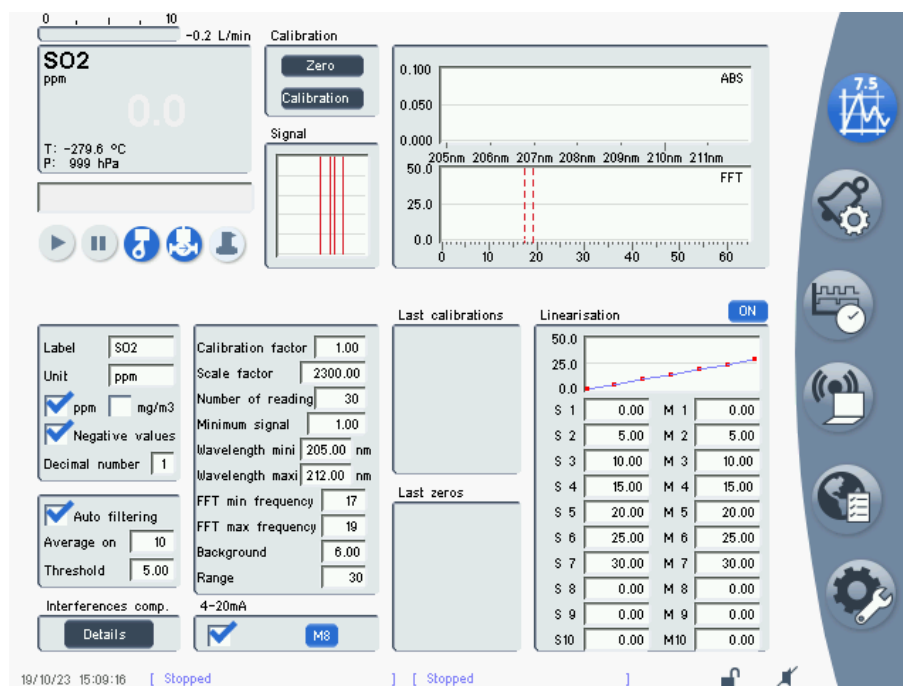 0 10
-0.2 L/min
SO2
ppm
0.0
T: -279.6 °C
P: 999 hPa
Calibration
Zero
Calibration
Signal
0.100
0.050
0.000
ABS
205nm 206nm 207nm 208nm 209nm 210nm 211nm
50.0
25.0
0.0
FFT
0 10 20 30 40 50 60
7.5
Label SO2
Unit ppm
ppm mg/m3
Negative values
Decimal number 1
Auto filtering
Average on 10
Threshold 5.00
Interferences comp.
Details
Calibration factor 1.00
Scale factor 2300.00
Number of reading 30
Minimum signal 1.00
Wavelength mini 205.00 nm
Wavelength maxi 212.00 nm
FFT min frequency 17
FFT max frequency 19
Background 6.00
Range 30
4-20mA
M8
Last calibrations
Last zeros
Linearisation ON
50.0
25.0
0.0
S 1 0.00 M 1 0.00
S 2 5.00 M 2 5.00
S 3 10.00 M 3 10.00
S 4 15.00 M 4 15.00
S 5 20.00 M 5 20.00
S 6 25.00 M 6 25.00
S 7 30.00 M 7 30.00
S 8 0.00 M 8 0.00
S 9 0.00 M 9 0.00
S10 0.00 M10 0.00
19/10/23 15:09:16 [ Stopped ] [ Stopped ]